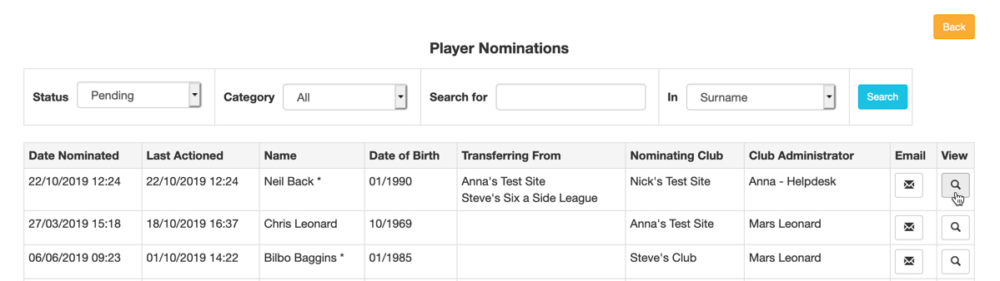 Back
Player Nominations
Status Pending Category All Search for In Surname Search
Date Nominated Last Actioned Name Date of Birth Transferring From Nominating Club Club Administrator Email View
22/10/2019 12:24 22/10/2019 12:24 Neil Back * 01/1990 Anna's Test Site Nick's Test Site Anna - Helpdesk
Steve's Six a Side League
27/03/2019 15:18 18/10/2019 16:37 Chris Leonard 10/1969 Anna's Test Site Mars Leonard
06/06/2019 09:23 01/10/2019 14:22 Bilbo Baggins * 01/1985 Steve's Club Mars Leonard